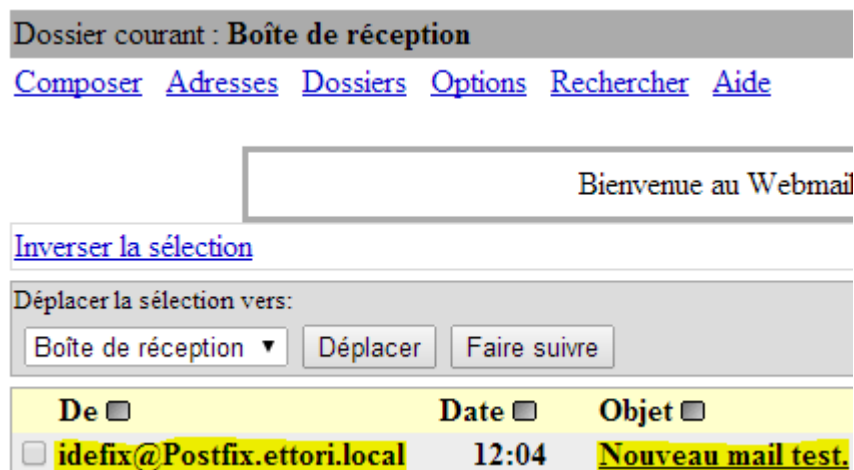 Dossier courant : Boîte de réception
Composer Adresses Dossiers Options Rechercher Aide
Bienvenue au Webmail
Inverser la sélection
Déplacer la sélection vers:
Boîte de réception Déplacer Faire suivre
De Date Objet
idefix@Postfix.ettori.local 12:04 Nouveau mail test.